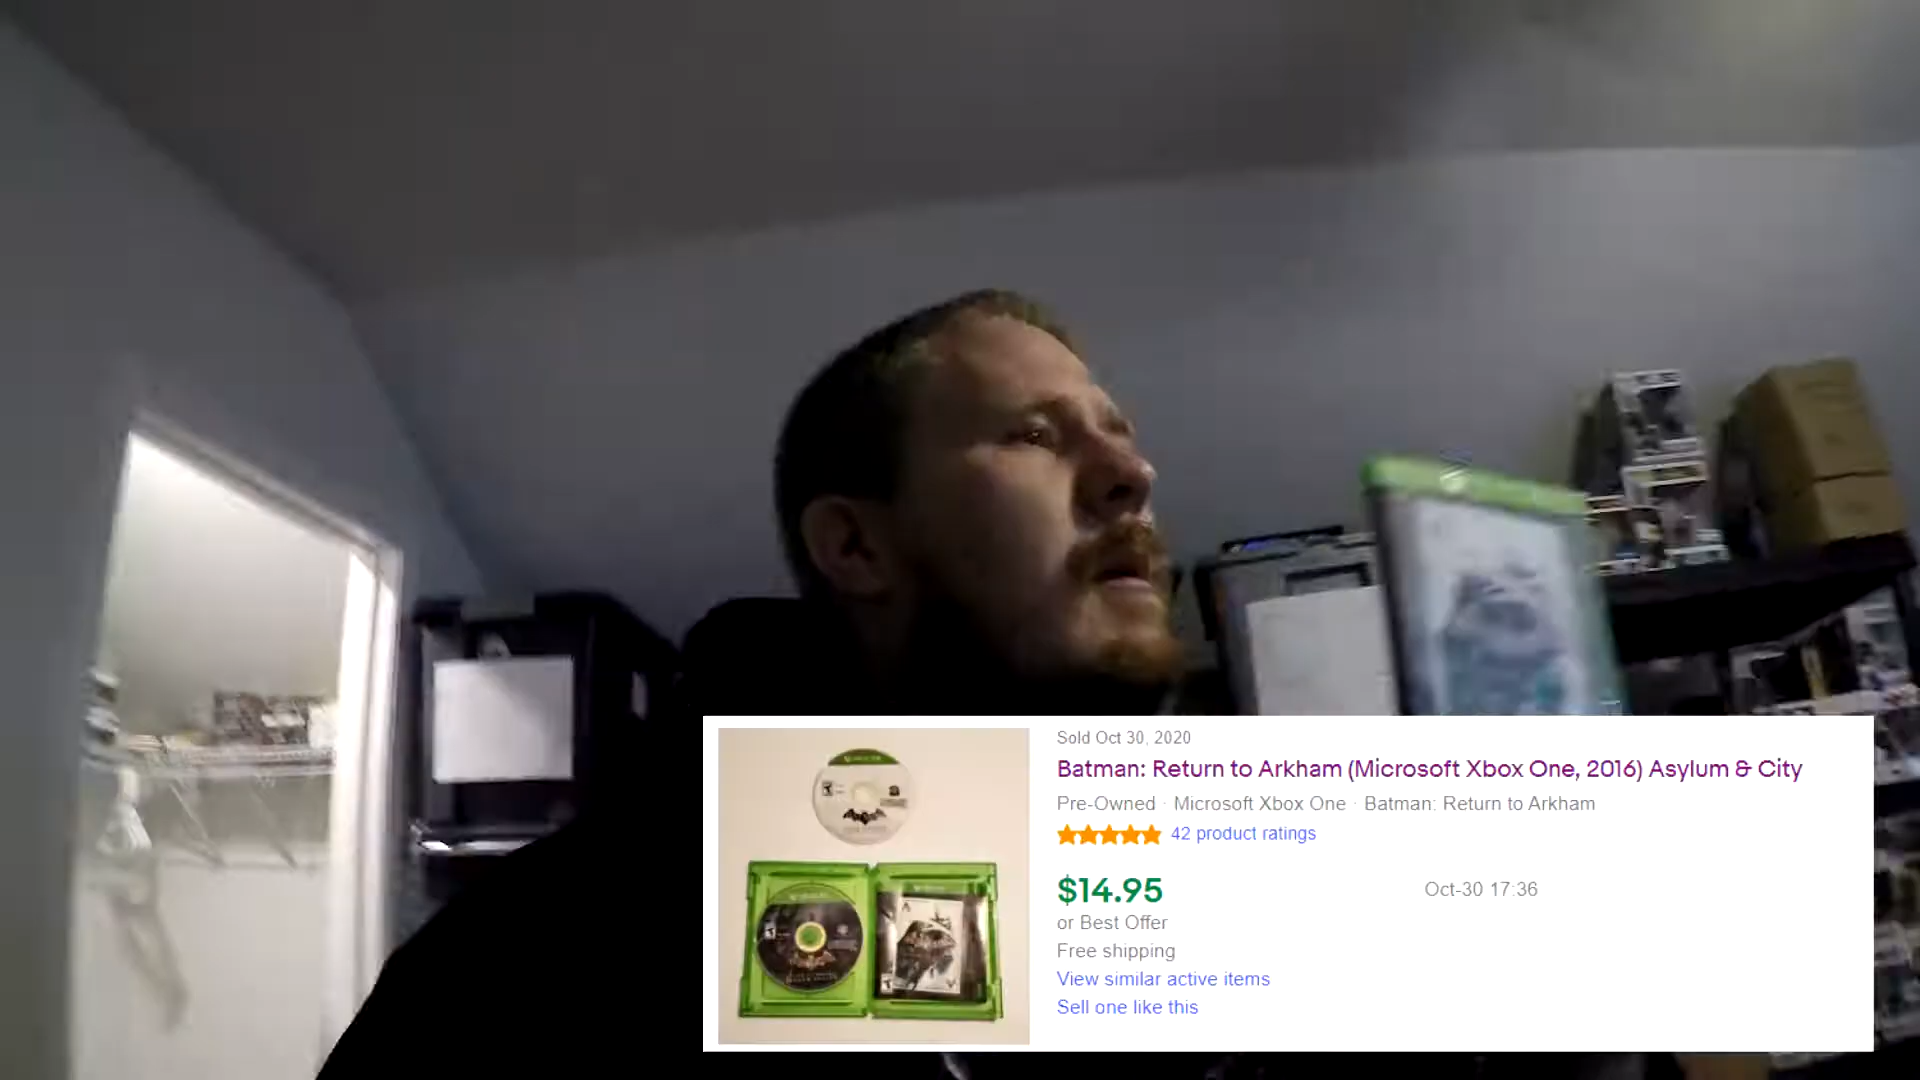 Sold Oct 30, 2020
Batman: Return to Arkham (Microsoft Xbox One, 2016) Asylum & City
Pre-Owned · Microsoft Xbox One · Batman: Return to Arkham
42 product ratings
$14.95
Oct-30 17:36
or Best Offer
Free shipping
View similar active items
Sell one like this